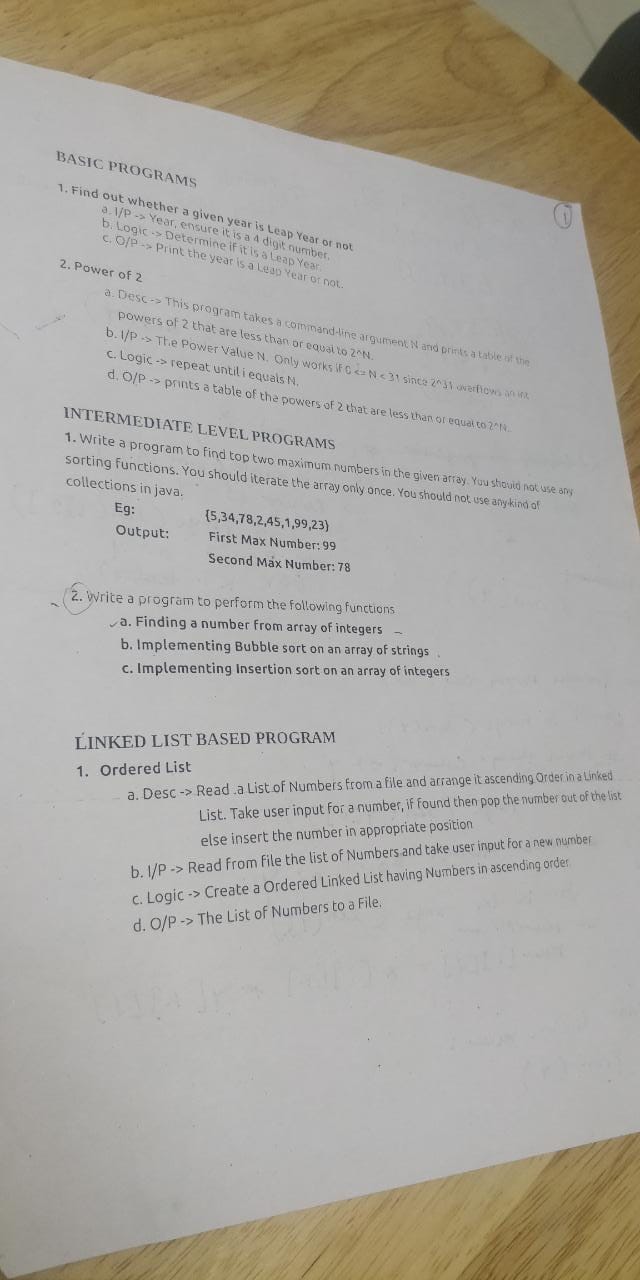 1
BASIC PROGRAMS
1. Find out whether a given year is Leap Year or not
a. I/P -> Year, ensure it is a 4 digit number.
b. Logic -> Determine if it is a Leap Year.
c. O/P -> Print the year is a Leap Year or not.
2. Power of 2
a. Desc -> This program takes a command-line argument N and prints a table of the
powers of 2 that are less than or equal to 2^N.
b. I/P -> The Power Value N. Only works if 0 <= N < 31 since 2^31 overflows an int
c. Logic -> repeat until i equals N.
d. O/P -> prints a table of the powers of 2 that are less than or equal to 2^N.
INTERMEDIATE LEVEL PROGRAMS
1. Write a program to find top two maximum numbers in the given array. You should not use any
sorting functions. You should iterate the array only once. You should not use any kind of
collections in java.
Eg: {5,34,78,2,45,1,99,23}
Output: First Max Number: 99
Second Max Number: 78
2. Write a program to perform the following functions
a. Finding a number from array of integers
b. Implementing Bubble sort on an array of strings
c. Implementing Insertion sort on an array of integers
LINKED LIST BASED PROGRAM
1. Ordered List
a. Desc -> Read .a List of Numbers from a file and arrange it ascending Order in a Linked
List. Take user input for a number, if found then pop the number out of the list
else insert the number in appropriate position
b. I/P -> Read from file the list of Numbers and take user input for a new number
c. Logic -> Create a Ordered Linked List having Numbers in ascending order.
d. O/P -> The List of Numbers to a File.